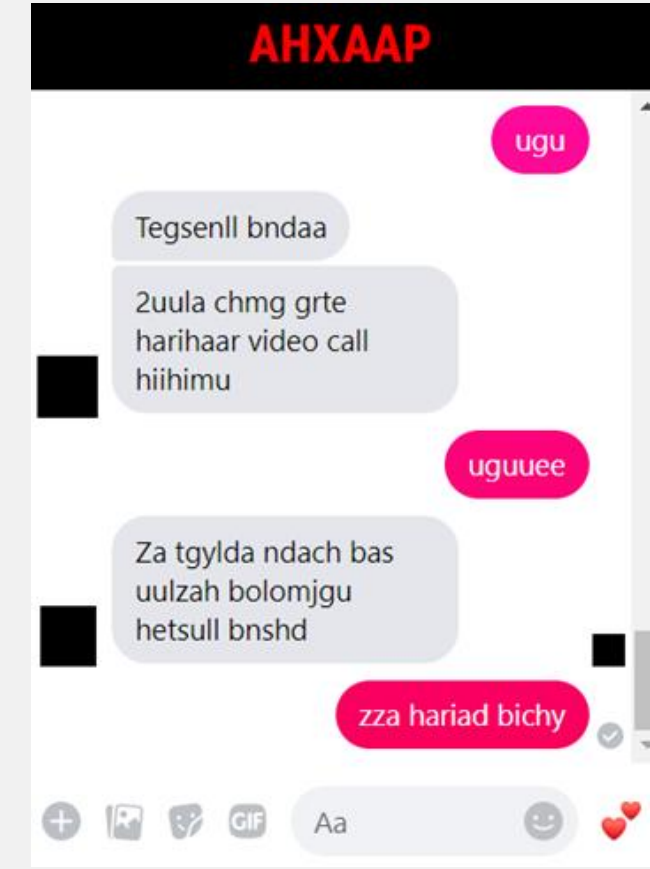 АНХААР
ugu
Tegsenll bndaa
2uula chmg grte
harihaar video call
hiihimu
uguuee
Za tgylda ndach bas
uulzah bolomjgu
hetsull bnshd
zza hariad bichy
GIF
Aa